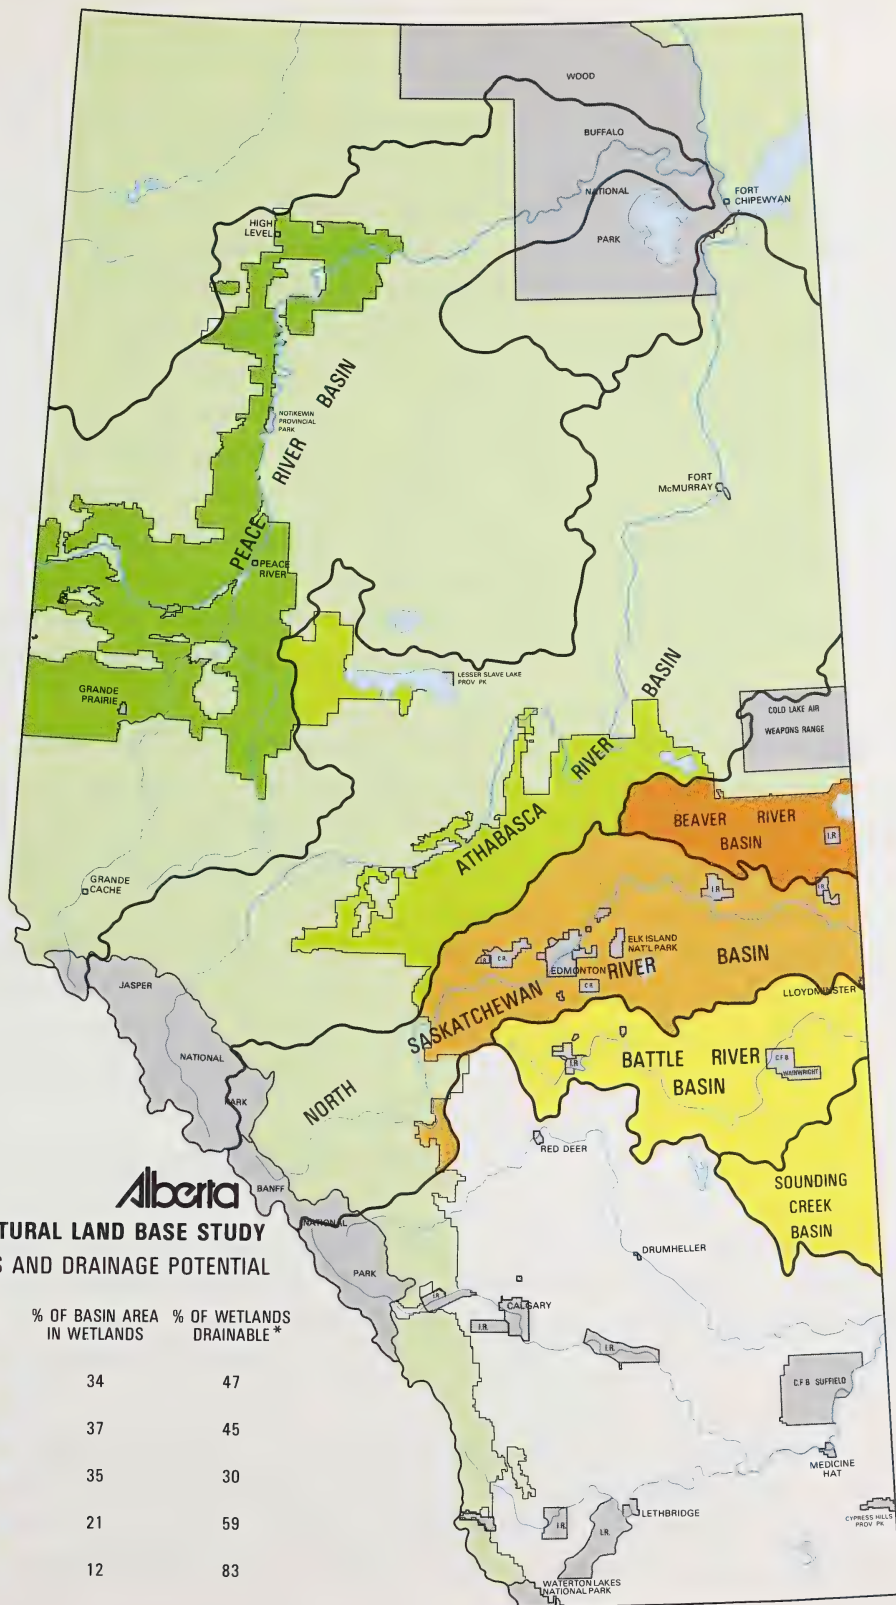 WOOD
BUFFALO
NATIONAL
PARK
FORT
CHIPEWYAN
HIGH
LEVEL
NOTIKEWIN
PROVINCIAL
PARK
PEACE RIVER BASIN
FORT
McMURRAY
PEACE
RIVER
LESSER SLAVE LAKE
PROV PK
GRANDE
PRAIRIE
COLD LAKE AIR
WEAPONS RANGE
ATHABASCA RIVER BASIN
BEAVER RIVER
BASIN
I.R.
GRANDE
CACHE
I.R.
I.R.
ELK ISLAND
NAT'L PARK
I.R.
C.R.
EDMONTON
C.R.
NORTH SASKATCHEWAN RIVER BASIN
JASPER
NATIONAL
PARK
LLOYDMINSTER
BATTLE RIVER
BASIN
I.R.
C.F.B
WAINWRIGHT
RED DEER
SOUNDING
CREEK
BASIN
BANFF
NATIONAL
PARK
Alberta
TURAL LAND BASE STUDY
S AND DRAINAGE POTENTIAL
DRUMHELLER
% OF BASIN AREA % OF WETLANDS
IN WETLANDS DRAINABLE*
34 47
37 45
35 30
21 59
12 83
I.R.
CALGARY
I.R.
I.R.
C.F.B SUFFIELD
MEDICINE
HAT
LETHBRIDGE
I.R.
I.R.
CYPRESS HILLS
PROV PK
WATERTON LAKES
NATIONAL PARK